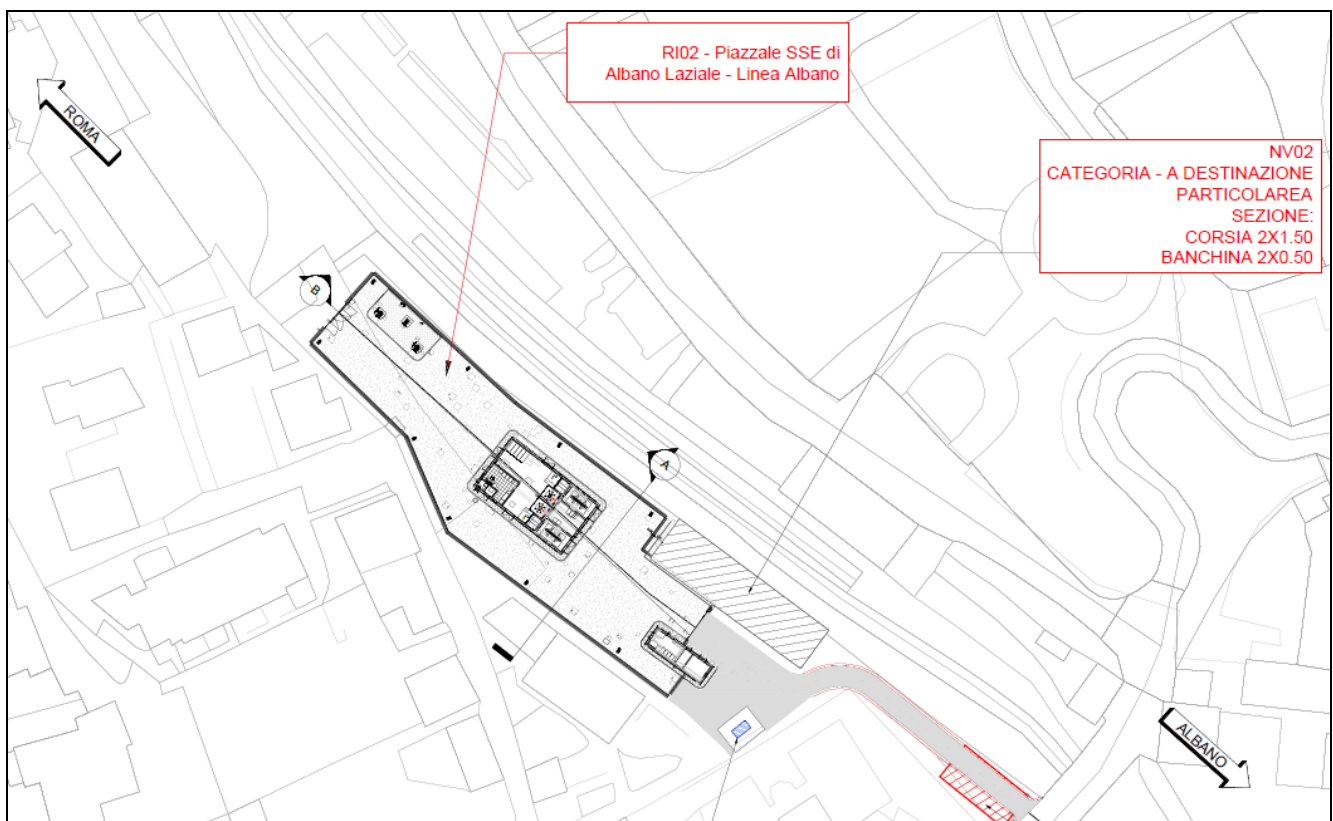 RI02 - Piazzale SSE di
Albano Laziale - Linea Albano
ROMA
NV02
CATEGORIA - A DESTINAZIONE
PARTICOLAREA
SEZIONE:
CORSIA 2X1.50
BANCHINA 2X0.50
B
A
ALBANO